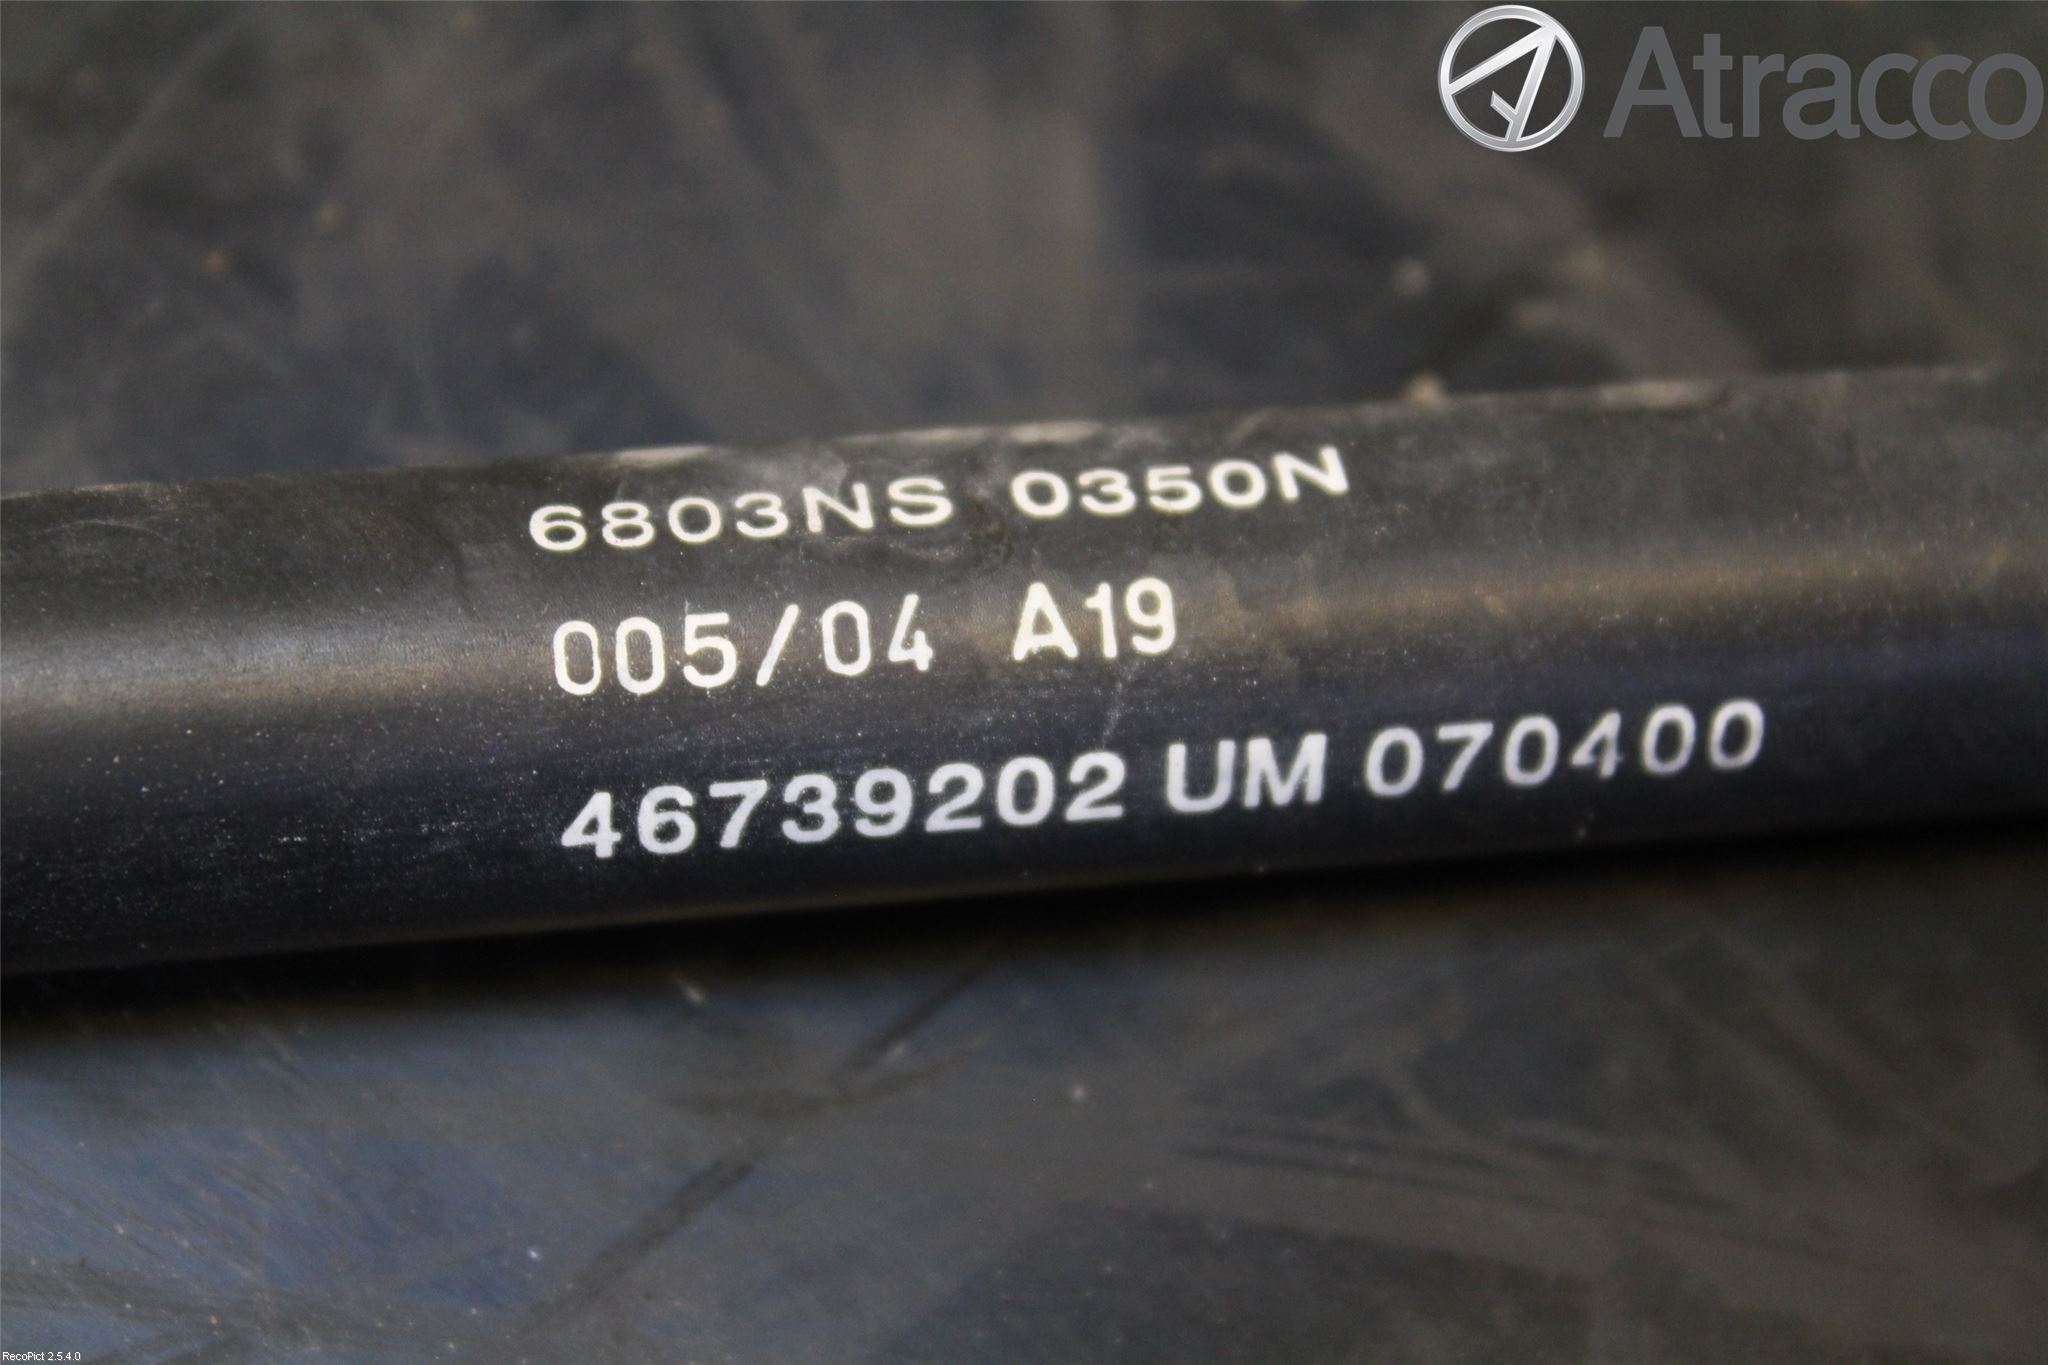 Atracco
6803NS 0350N
005/04 A19
46739202 UM 070400
RecoPict 2.5.4.0